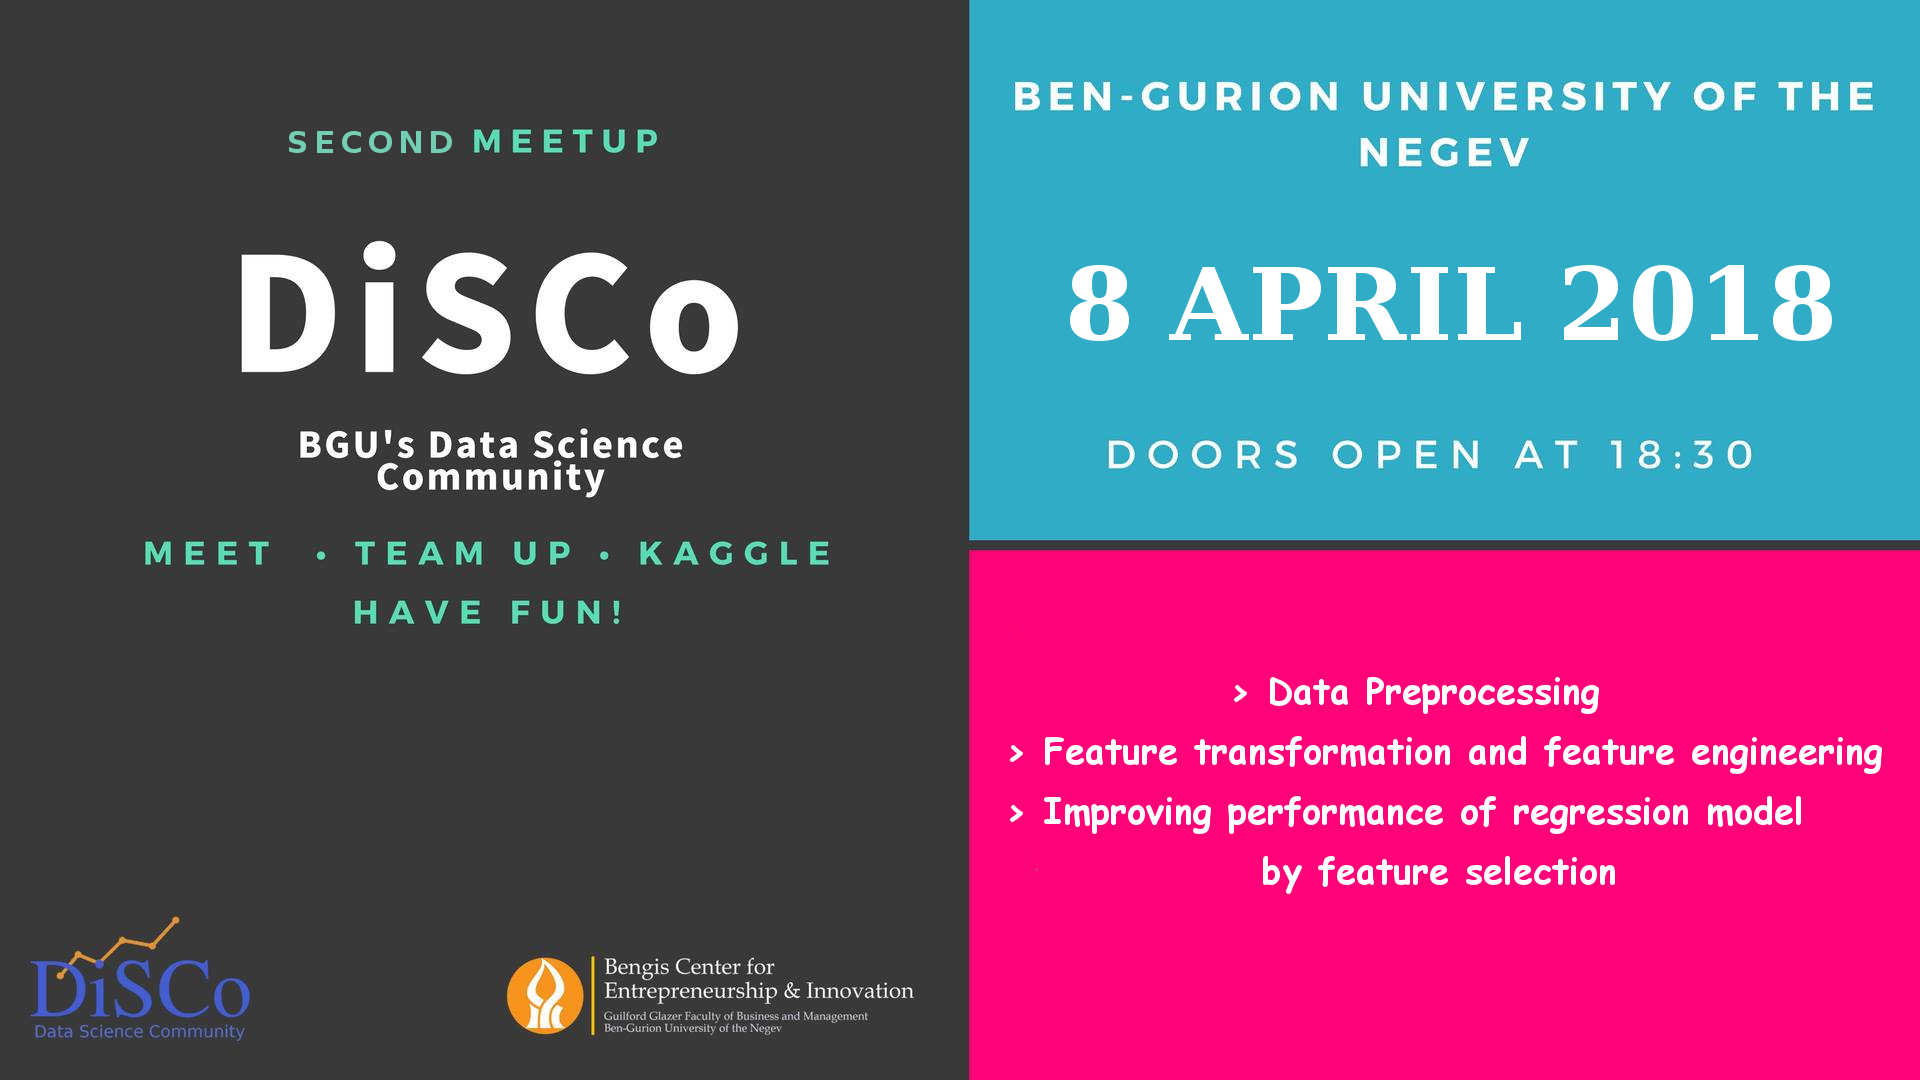 SECOND MEETUP
DiSCo
BGU's Data Science
Community
MEET • TEAM UP • KAGGLE
HAVE FUN!
DiSCo
Data Science Community
Bengis Center for
Entrepreneurship & Innovation
Guilford Glazer Faculty of Business and Management
Ben-Gurion University of the Negev
BEN-GURION UNIVERSITY OF THE
NEGEV
8 APRIL 2018
DOORS OPEN AT 18:30
> Data Preprocessing
> Feature transformation and feature engineering
> Improving performance of regression model
by feature selection